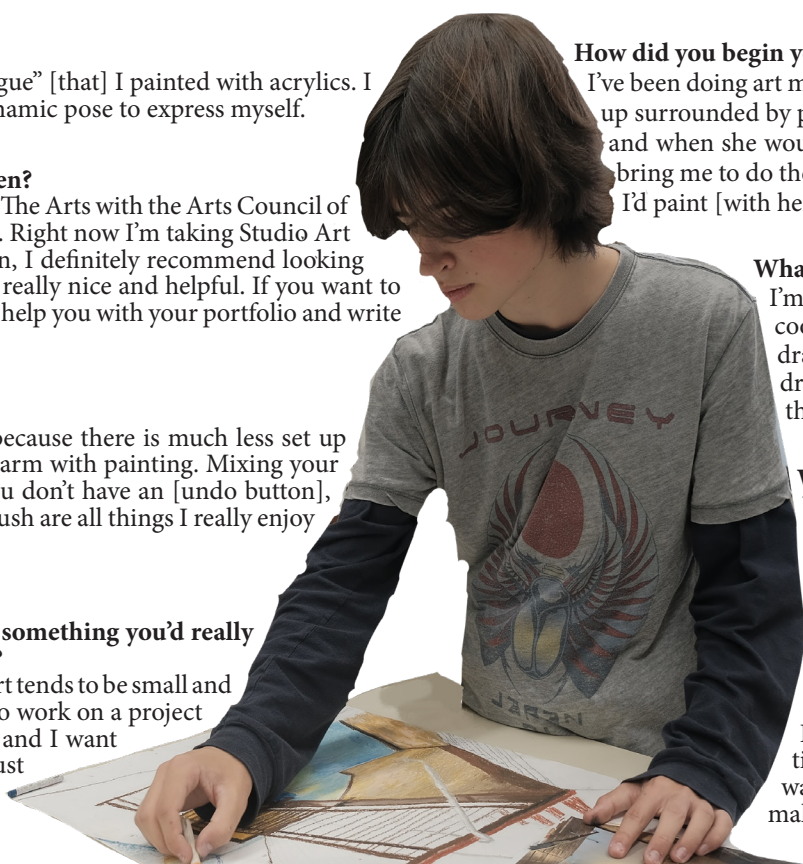 gue” [that] I painted with acrylics. I
namic pose to express myself.
en?
The Arts with the Arts Council of
. Right now I’m taking Studio Art
n, I definitely recommend looking
really nice and helpful. If you want to
help you with your portfolio and write
because there is much less set up
arm with painting. Mixing your
u don’t have an [undo button],
ush are all things I really enjoy
something you’d really
?
rt tends to be small and
o work on a project
and I want
ust
JOURNEY
JAPAN
How did you begin y
I’ve been doing art m
up surrounded by p
and when she wou
bring me to do the
I’d paint [with he
Wha
I’m
coo
dra
dr
th
W
I
ti
wa
mal